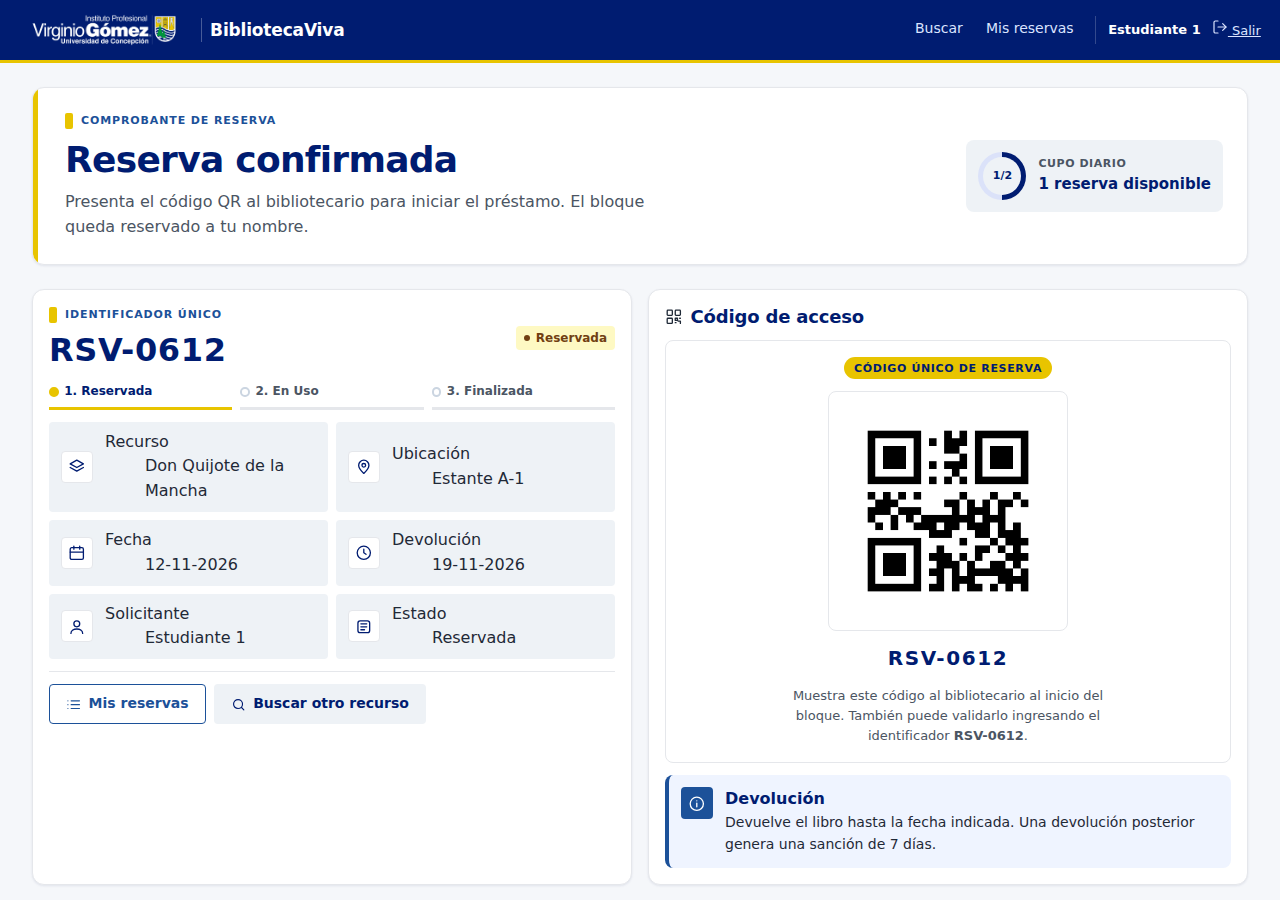 Instituto Profesional
VirginioGómez
Universidad de Concepción
BibliotecaViva
Buscar
Mis reservas
Estudiante 1
Salir
COMPROBANTE DE RESERVA
Reserva confirmada
Presenta el código QR al bibliotecario para iniciar el préstamo. El bloque
queda reservado a tu nombre.
1/2
CUPO DIARIO
1 reserva disponible
IDENTIFICADOR ÚNICO
RSV-0612
Reservada
1. Reservada
2. En Uso
3. Finalizada
Recurso
Don Quijote de la
Mancha
Ubicación
Estante A-1
Fecha
12-11-2026
Devolución
19-11-2026
Solicitante
Estudiante 1
Estado
Reservada
Mis reservas
Buscar otro recurso
Código de acceso
CÓDIGO ÚNICO DE RESERVA
RSV-0612
Muestra este código al bibliotecario al inicio del
bloque. También puede validarlo ingresando el
identificador RSV-0612.
Devolución
Devuelve el libro hasta la fecha indicada. Una devolución posterior
genera una sanción de 7 días.